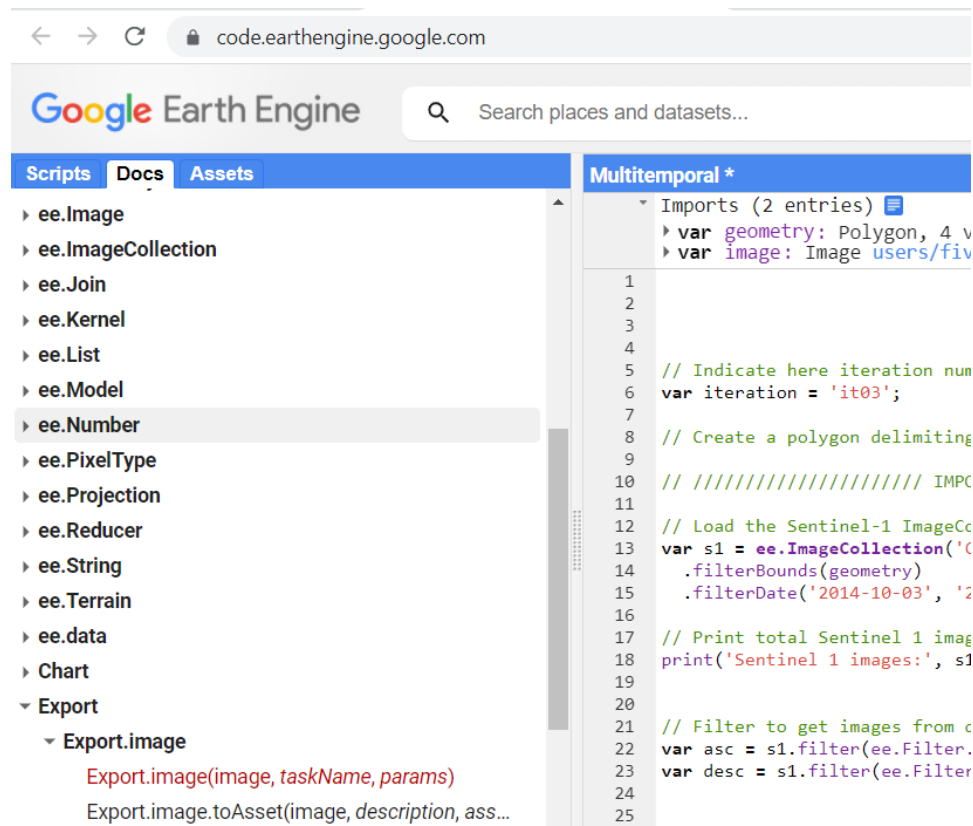 code.earthengine.google.com
Google Earth Engine
Search places and datasets...
Scripts Docs Assets
ee.Image
ee.ImageCollection
ee.Join
ee.Kernel
ee.List
ee.Model
ee.Number
ee.PixelType
ee.Projection
ee.Reducer
ee.String
ee.Terrain
ee.data
Chart
Export
Export.image
Export.image(image, taskName, params)
Export.image.toAsset(image, description, ass...
Multitemporal *
Imports (2 entries)
var geometry: Polygon, 4 v
var image: Image users/fiv
1
2
3
4
5 // Indicate here iteration num
6 var iteration = 'it03';
7
8 // Create a polygon delimiting
9
10 // ////////////////////// IMPO
11
12 // Load the Sentinel-1 ImageCo
13 var s1 = ee.ImageCollection('C
14 .filterBounds(geometry)
15 .filterDate('2014-10-03', '2
16
17 // Print total Sentinel 1 imag
18 print('Sentinel 1 images:', s1
19
20
21 // Filter to get images from d
22 var asc = s1.filter(ee.Filter.
23 var desc = s1.filter(ee.Filter
24
25